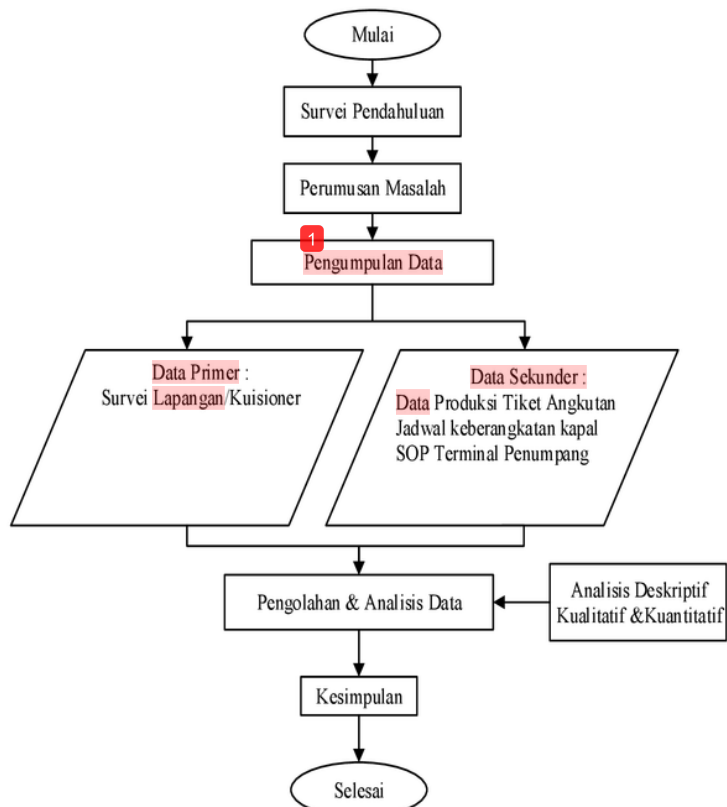 Mulai
Survei Pendahuluan
Perumusan Masalah
1
Pengumpulan Data
Data Primer :
Survei Lapangan/Kuisioner
Data Sekunder :
Data Produksi Tiket Angkutan
Jadwal keberangkatan kapal
SOP Terminal Penumpang
Pengolahan & Analisis Data
Analisis Deskriptif
Kualitatif &Kuantitatif
Kesimpulan
Selesai